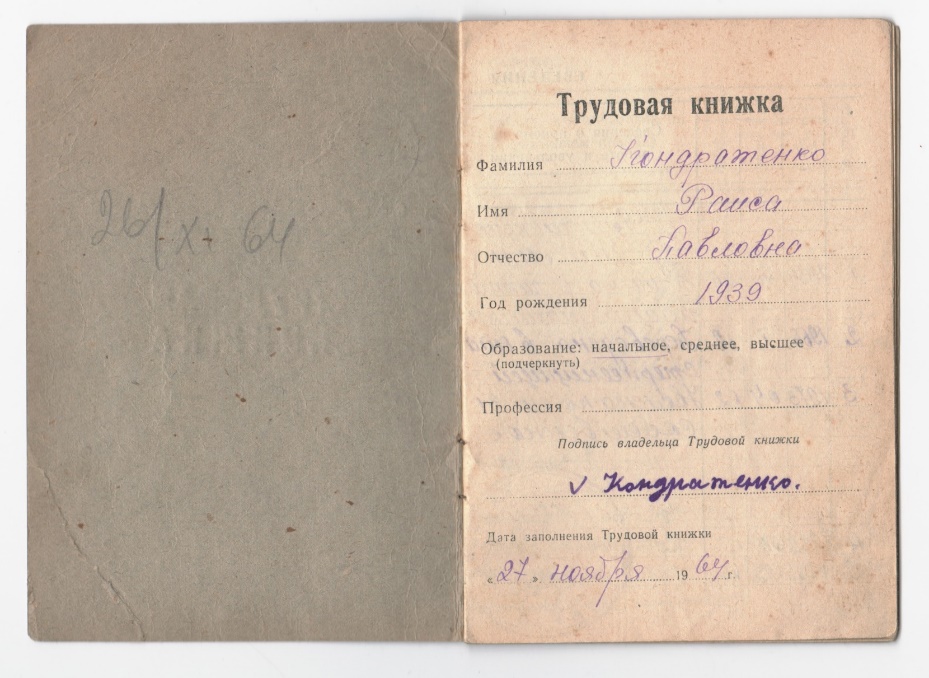 26/X- 64
Трудовая книжка
Фамилия Кондратенко
Имя Раиса
Отчество Павловна
Год рождения 1939
Образование: начальное, среднее, высшее
(подчеркнуть)
Профессия
Подпись владельца Трудовой книжки
v Кондратенко.
Дата заполнения Трудовой книжки
«27» ноября 1964 г.